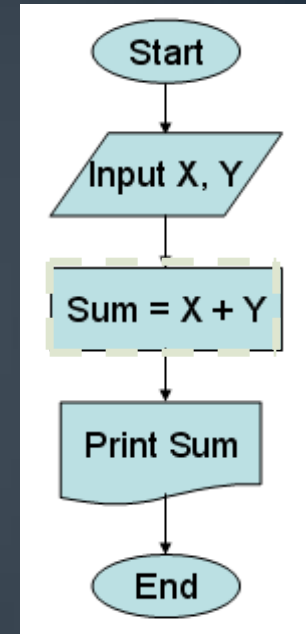 Start
Input X, Y
Sum = X + Y
Print Sum
End